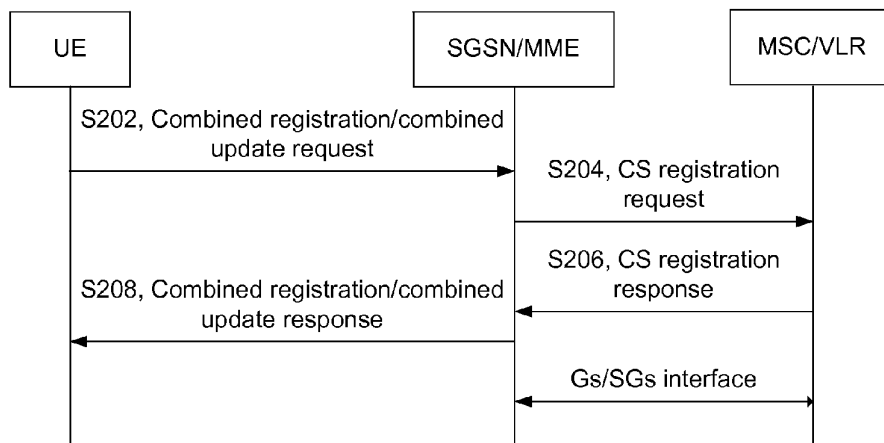 UE
SGSN/MME
MSC/VLR
S202, Combined registration/combined
update request
S204, CS registration
request
S206, CS registration
response
S208, Combined registration/combined
update response
Gs/SGs interface